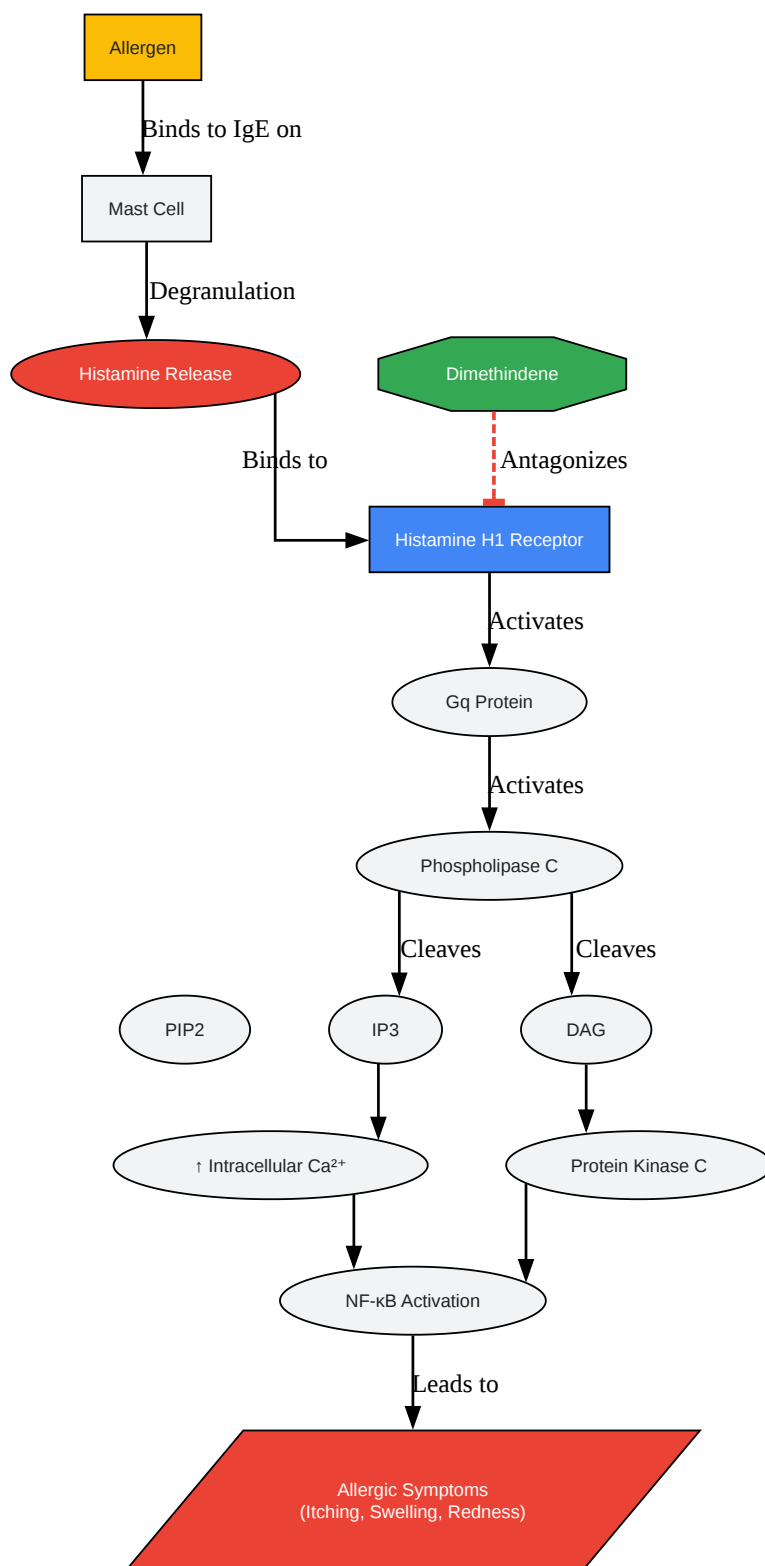 Allergen
Binds to IgE on
Mast Cell
Degranulation
Histamine Release
Dimethindene
Binds to
Antagonizes
Histamine H1 Receptor
Activates
Gq Protein
Activates
Phospholipase C
Cleaves
Cleaves
PIP2
IP3
DAG
↑ Intracellular Ca²⁺
Protein Kinase C
NF-κB Activation
Leads to
Allergic Symptoms
(Itching, Swelling, Redness)